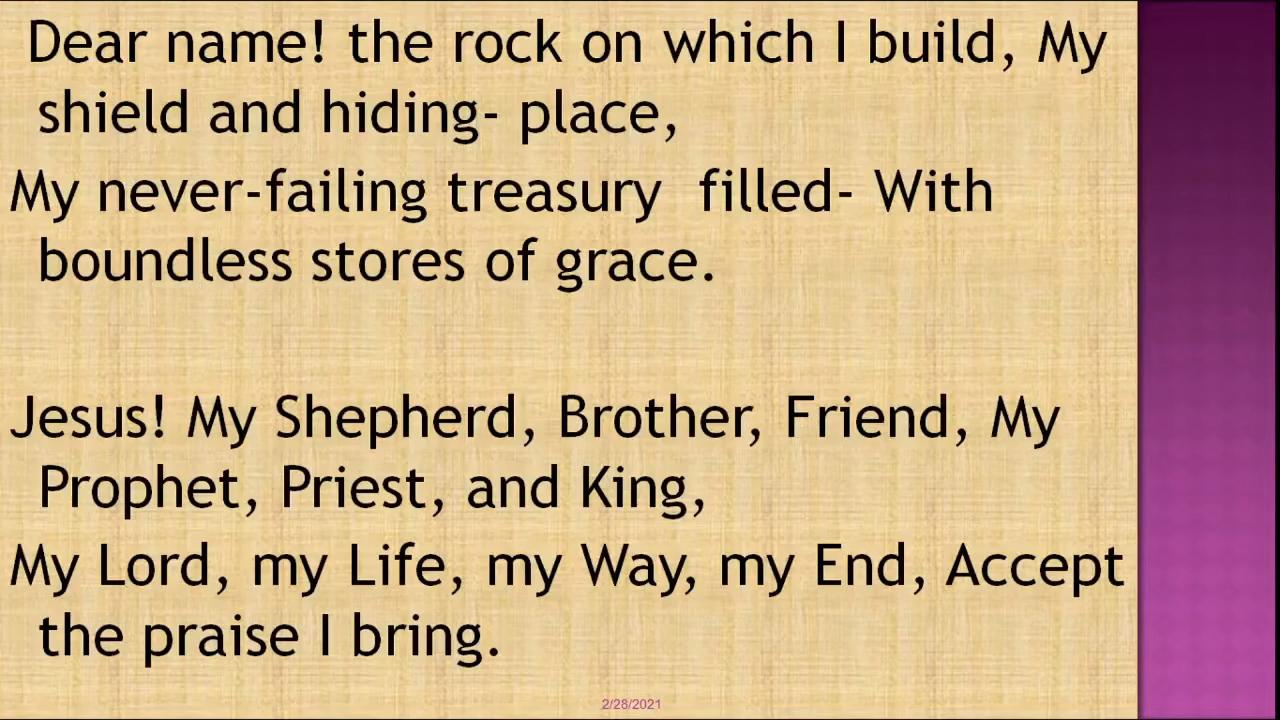 Dear name! the rock on which I build, My
shield and hiding- place,
My never-failing treasury  filled- With
boundless stores of grace.
Jesus! My Shepherd, Brother, Friend, My
Prophet, Priest, and King,
My Lord, my Life, my Way, my End, Accept
the praise I bring.
2/28/2021